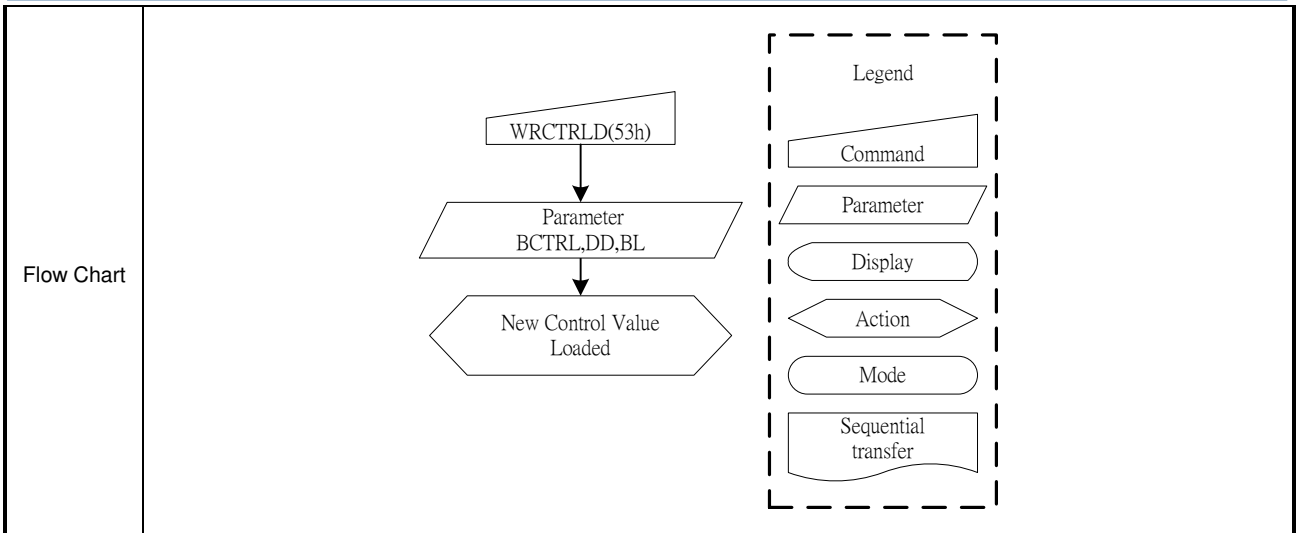 Flow Chart
WRCTRLD(53h)
Parameter
BCTRL,DD,BL
New Control Value
Loaded
Legend
Command
Parameter
Display
Action
Mode
Sequential
transfer